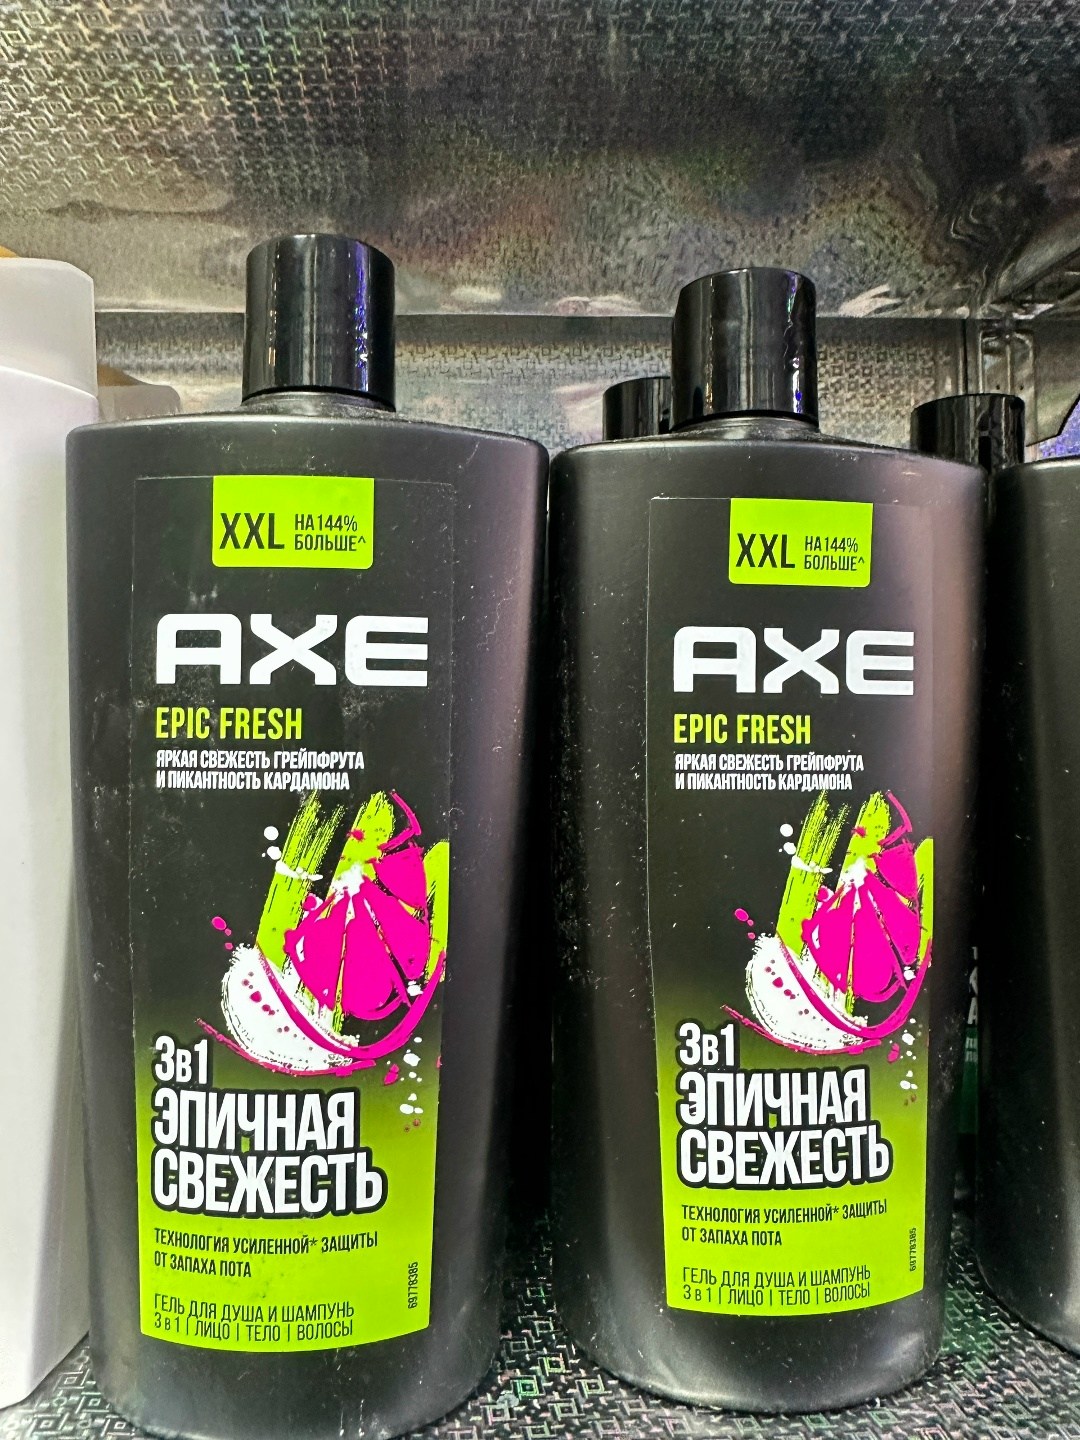 XXL НА 144%
БОЛЬШЕ^
AXE
EPIC FRESH
ЯРКАЯ СВЕЖЕСТЬ ГРЕЙПФРУТА
И ПИКАНТНОСТЬ КАРДАМОНА
3в1
ЭПИЧНАЯ
СВЕЖЕСТЬ
ТЕХНОЛОГИЯ УСИЛЕННОЙ* ЗАЩИТЫ
ОТ ЗАПАХА ПОТА
69778385
ГЕЛЬ ДЛЯ ДУША И ШАМПУНЬ
3 в 1 | ЛИЦО | ТЕЛО | ВОЛОСЫ
XXL НА 144%
БОЛЬШЕ^
AXE
EPIC FRESH
ЯРКАЯ СВЕЖЕСТЬ ГРЕЙПФРУТА
И ПИКАНТНОСТЬ КАРДАМОНА
3в1
ЭПИЧНАЯ
СВЕЖЕСТЬ
ТЕХНОЛОГИЯ УСИЛЕННОЙ* ЗАЩИТЫ
ОТ ЗАПАХА ПОТА
69778385
ГЕЛЬ ДЛЯ ДУША И ШАМПУНЬ
3 в 1 | ЛИЦО | ТЕЛО | ВОЛОСЫ